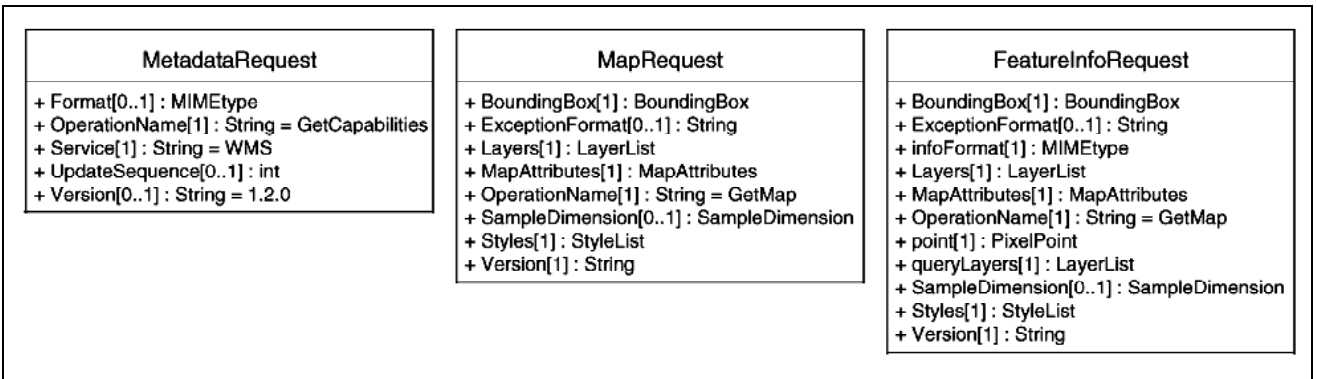 MetadataRequest
+ Format[0..1] : MIMEtype
+ OperationName[1] : String = GetCapabilities
+ Service[1] : String = WMS
+ UpdateSequence[0..1] : int
+ Version[0..1] : String = 1.2.0
MapRequest
+ BoundingBox[1] : BoundingBox
+ ExceptionFormat[0..1] : String
+ Layers[1] : LayerList
+ MapAttributes[1] : MapAttributes
+ OperationName[1] : String = GetMap
+ SampleDimension[0..1] : SampleDimension
+ Styles[1] : StyleList
+ Version[1] : String
FeatureInfoRequest
+ BoundingBox[1] : BoundingBox
+ ExceptionFormat[0..1] : String
+ infoFormat[1] : MIMEtype
+ Layers[1] : LayerList
+ MapAttributes[1] : MapAttributes
+ OperationName[1] : String = GetMap
+ point[1] : PixelPoint
+ queryLayers[1] : LayerList
+ SampleDimension[0..1] : SampleDimension
+ Styles[1] : StyleList
+ Version[1] : String